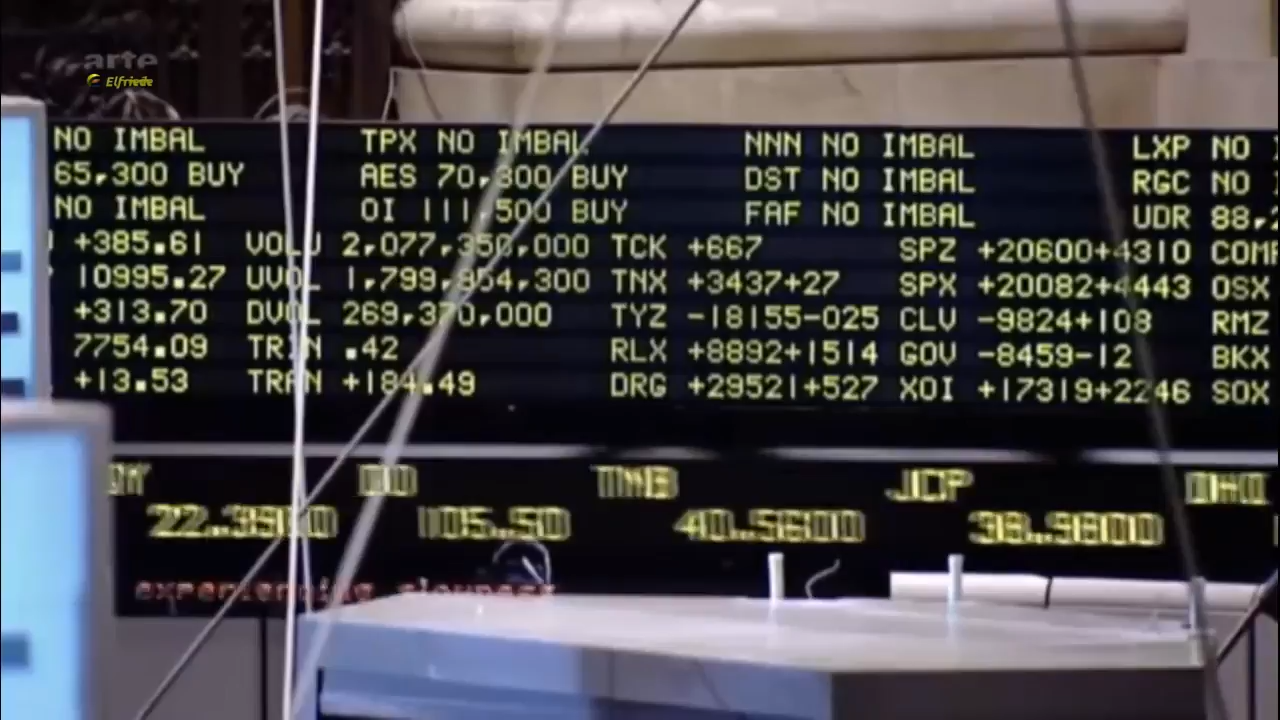 arte
Elfriede
NO IMBAL TPX NO IMBAL NNN NO IMBAL LXP NO
65,300 BUY AES 70,300 BUY DST NO IMBAL RGC NO
NO IMBAL OI 111,500 BUY FAF NO IMBAL UDR 88,2
+385.61 VOLU 2,077,350,000 TCK +667 SPZ +20600+4310 COM
10995.27 UVOL 1,799,854,300 TNX +3437+27 SPX +20082+4443 OSX
+313.70 DVOL 269,370,000 TYZ -18155-025 CLV -9824+108 RMZ
7754.09 TRIN .42 RLX +8892+1514 GOV -8459-12 BKX
+13.53 TRAN +184.49 DRG +29521+527 XOI +17319+2246 SOX
TMB JCP
105.50 40.5800 38.9800
experiencing